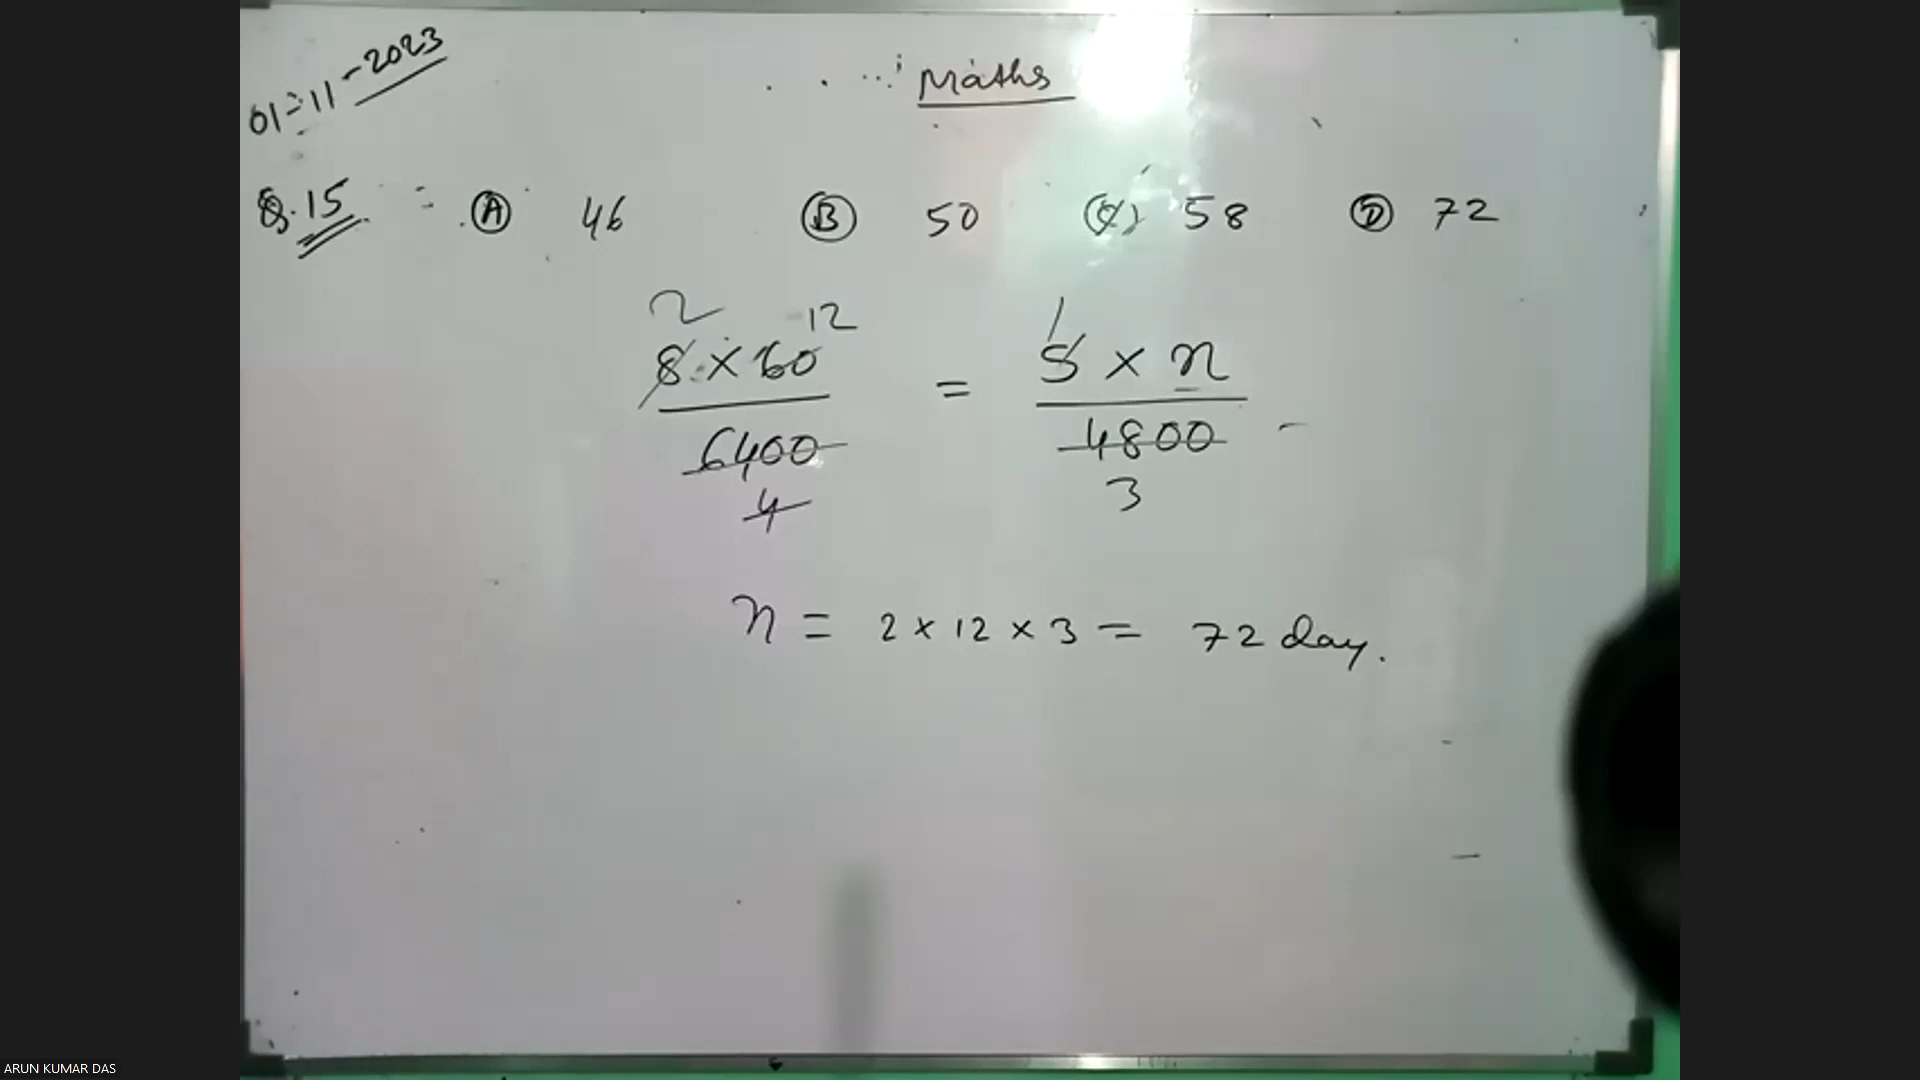 01-11-2023
Maths
Q.15 = (A) 46 (B) 50 (C) 58 (D) 72
2 12 1
8 × 60 = 5 × n
6400 4800
4 3
n = 2 × 12 × 3 = 72 day.
ARUN KUMAR DAS